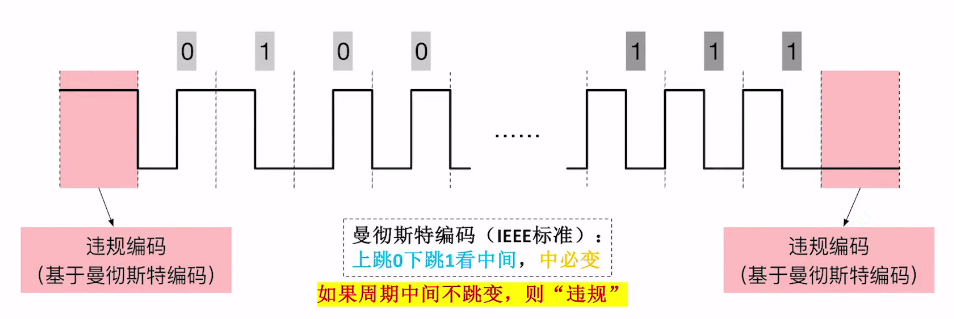 0 1 0 0 1 1 1
......
违规编码
（基于曼彻斯特编码）
曼彻斯特编码（IEEE标准）：
上跳0下跳1看中间，中必变
如果周期中间不跳变，则“违规”
违规编码
（基于曼彻斯特编码）